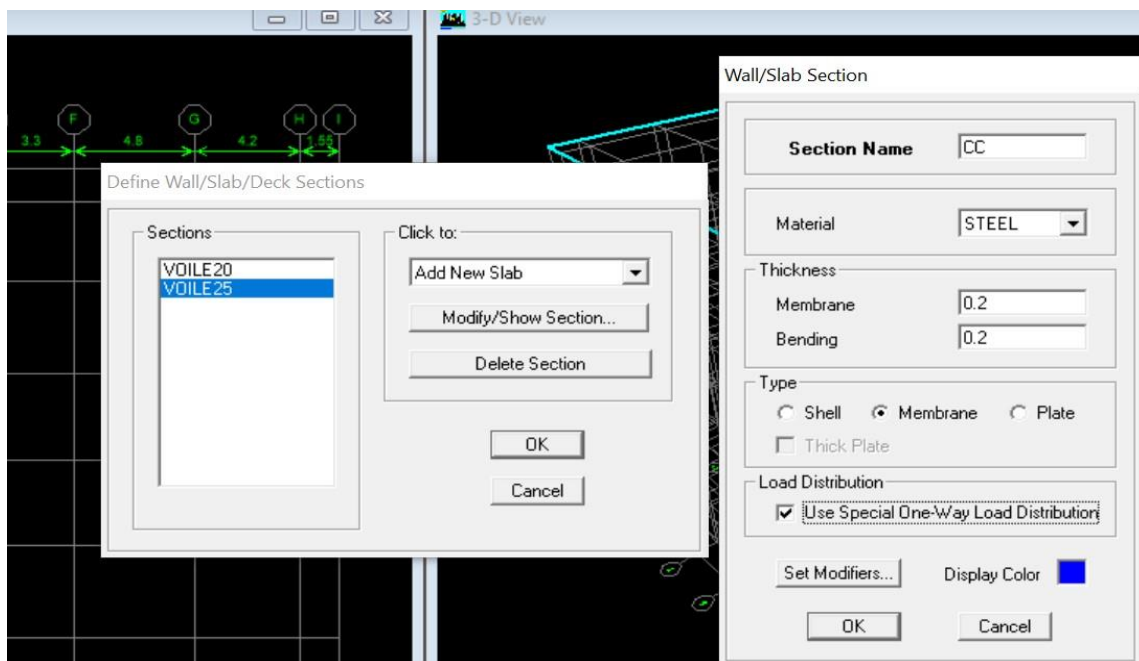 3-D View
F G H I
3.3 4.8 4.2 1.55
Define Wall/Slab/Deck Sections
Sections
VOILE20
VOILE25
Click to:
Add New Slab
Modify/Show Section...
Delete Section
OK
Cancel
Wall/Slab Section
Section Name CC
Material STEEL
Thickness
Membrane 0.2
Bending 0.2
Type
Shell Membrane Plate
Thick Plate
Load Distribution
Use Special One-Way Load Distribution
Set Modifiers... Display Color
OK Cancel